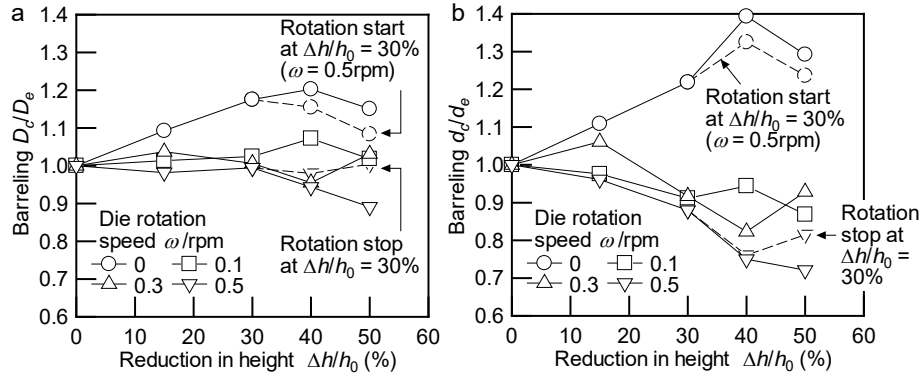 a
1.4
1.3
1.2
1.1
1.0
0.9
0.8
0.7
0.6
Barreling Dc/De
Rotation start
at Δh/h0 = 30%
(ω = 0.5rpm)
Die rotation
speed ω/rpm
0
0.1
0.3
0.5
Rotation stop
at Δh/h0 = 30%
0 10 20 30 40 50 60
Reduction in height Δh/h0 (%)
b
1.4
1.3
1.2
1.1
1.0
0.9
0.8
0.7
0.6
Barreling dc/de
Rotation start
at Δh/h0 = 30%
(ω = 0.5rpm)
Die rotation
speed ω/rpm
0
0.1
0.3
0.5
Rotation
stop at
Δh/h0 =
30%
0 10 20 30 40 50 60
Reduction in height Δh/h0 (%)